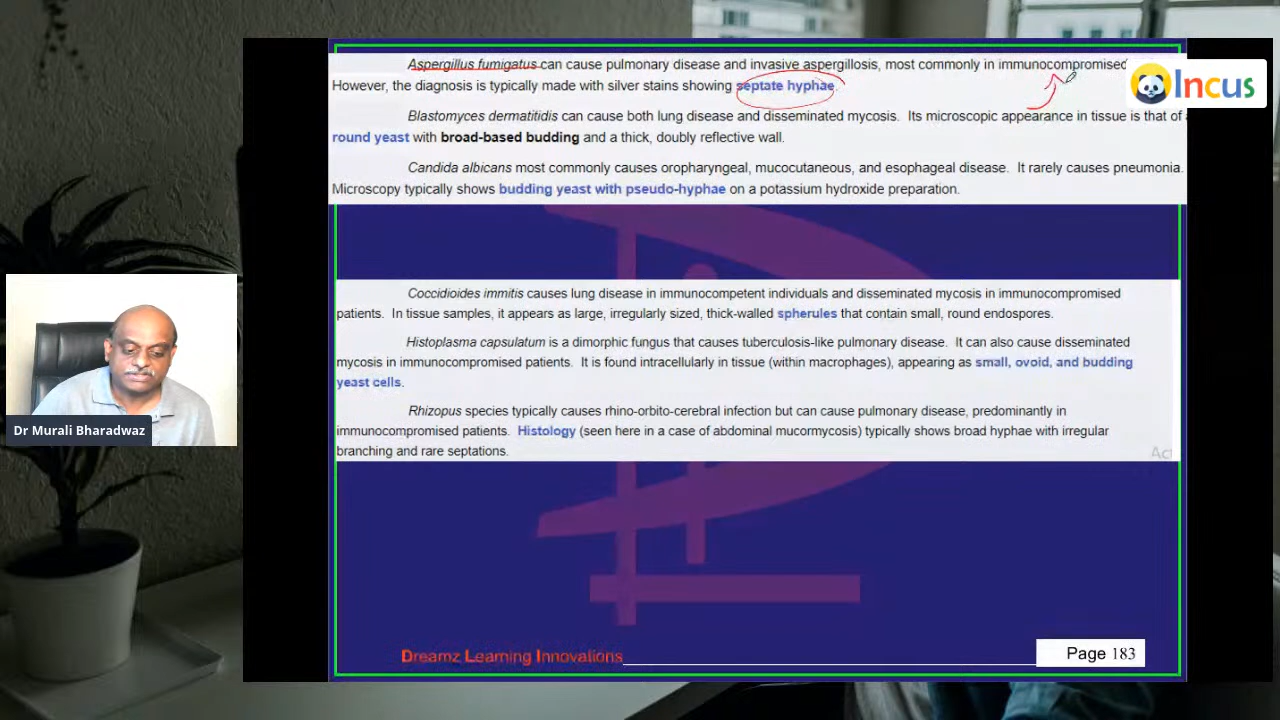 Aspergillus fumigatus can cause pulmonary disease and invasive aspergillosis, most commonly in immunocompromised
However, the diagnosis is typically made with silver stains showing septate hyphae.
Incus
Blastomyces dermatitidis can cause both lung disease and disseminated mycosis. Its microscopic appearance in tissue is that of
round yeast with broad-based budding and a thick, doubly reflective wall.
Candida albicans most commonly causes oropharyngeal, mucocutaneous, and esophageal disease. It rarely causes pneumonia.
Microscopy typically shows budding yeast with pseudo-hyphae on a potassium hydroxide preparation.
Coccidioides immitis causes lung disease in immunocompetent individuals and disseminated mycosis in immunocompromised
patients. In tissue samples, it appears as large, irregularly sized, thick-walled spherules that contain small, round endospores.
Histoplasma capsulatum is a dimorphic fungus that causes tuberculosis-like pulmonary disease. It can also cause disseminated
mycosis in immunocompromised patients. It is found intracellularly in tissue (within macrophages), appearing as small, ovoid, and budding
yeast cells.
Rhizopus species typically causes rhino-orbito-cerebral infection but can cause pulmonary disease, predominantly in
immunocompromised patients. Histology (seen here in a case of abdominal mucormycosis) typically shows broad hyphae with irregular
branching and rare septations.
Dr Murali Bharadwaz
Dreamz Learning Innovations
Page 183